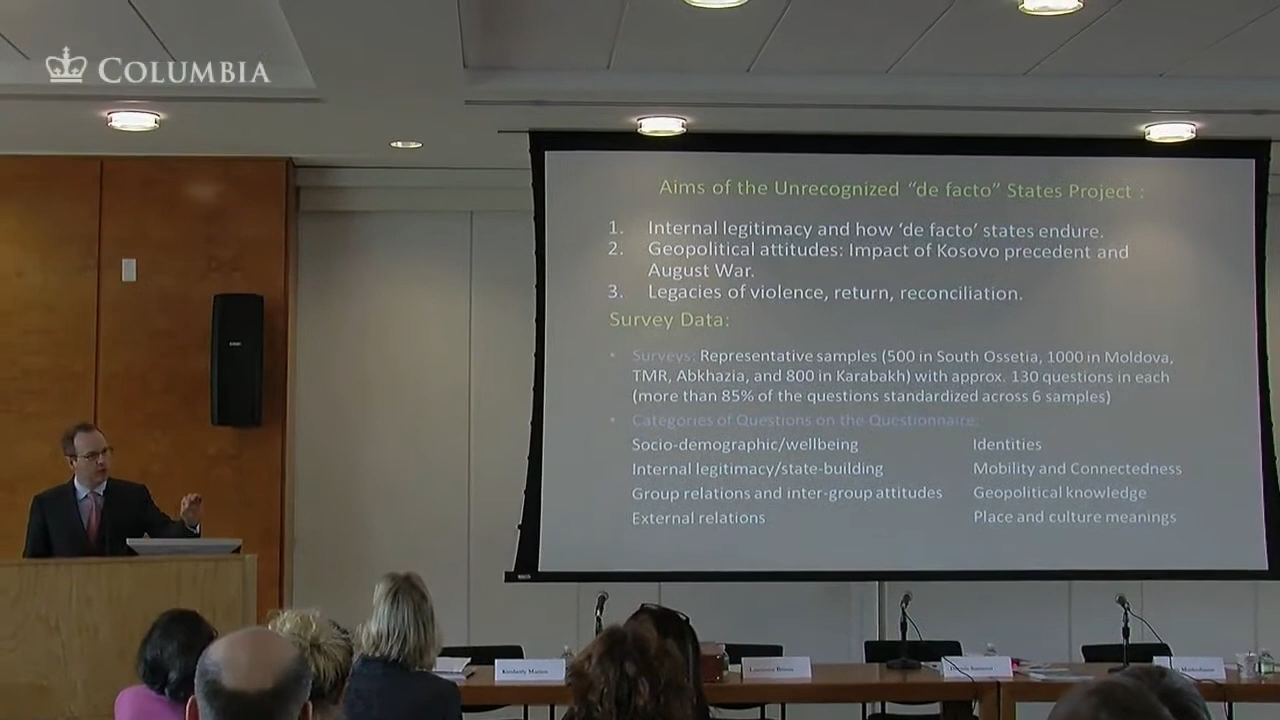 COLUMBIA
Aims of the Unrecognized “de facto” States Project :
1. Internal legitimacy and how ‘de facto’ states endure.
2. Geopolitical attitudes: Impact of Kosovo precedent and
August War.
3. Legacies of violence, return, reconciliation.
Survey Data:
• Surveys: Representative samples (500 in South Ossetia, 1000 in Moldova,
TMR, Abkhazia, and 800 in Karabakh) with approx. 130 questions in each
(more than 85% of the questions standardized across 6 samples)
• Categories of Questions on the Questionnaire:
Socio-demographic/wellbeing Identities
Internal legitimacy/state-building Mobility and Connectedness
Group relations and inter-group attitudes Geopolitical knowledge
External relations Place and culture meanings
Kimberly Marten